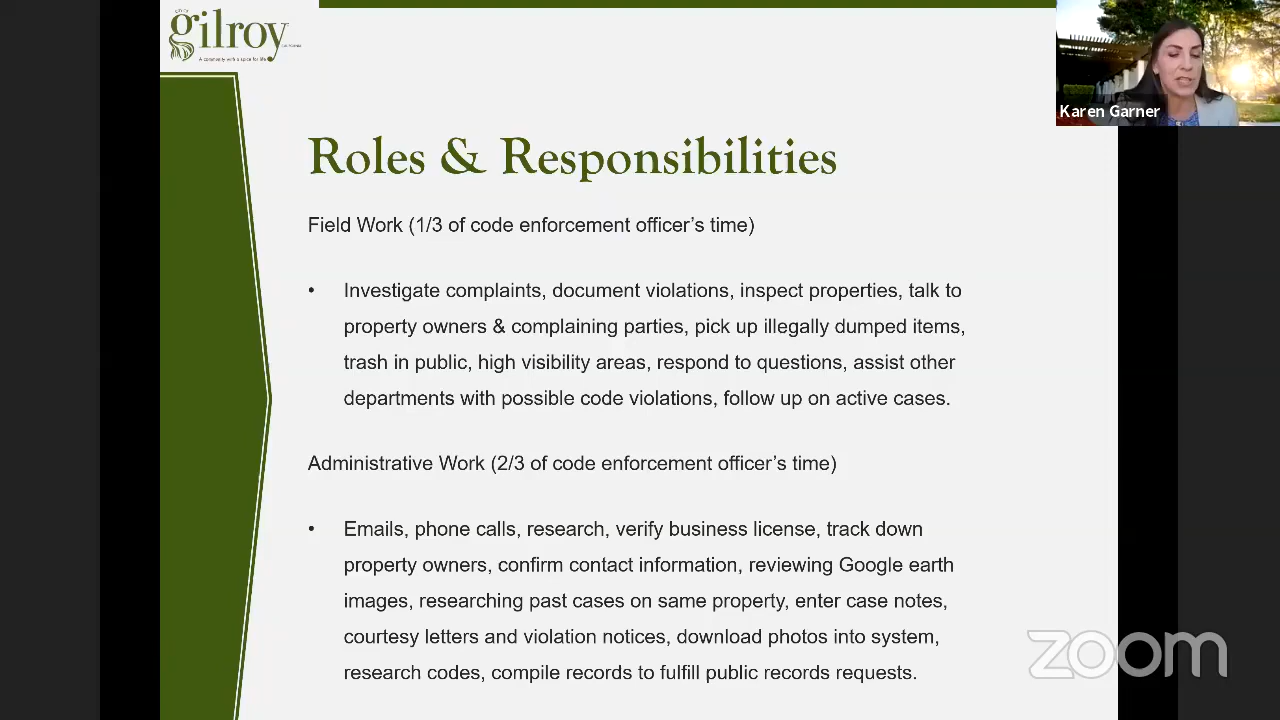 CITY OF
gilroy
CALIFORNIA
A community with a spice for life
Karen Garner
Roles & Responsibilities
Field Work (1/3 of code enforcement officer’s time)
• Investigate complaints, document violations, inspect properties, talk to
property owners & complaining parties, pick up illegally dumped items,
trash in public, high visibility areas, respond to questions, assist other
departments with possible code violations, follow up on active cases.
Administrative Work (2/3 of code enforcement officer’s time)
• Emails, phone calls, research, verify business license, track down
property owners, confirm contact information, reviewing Google earth
images, researching past cases on same property, enter case notes,
courtesy letters and violation notices, download photos into system,
research codes, compile records to fulfill public records requests.
zoom